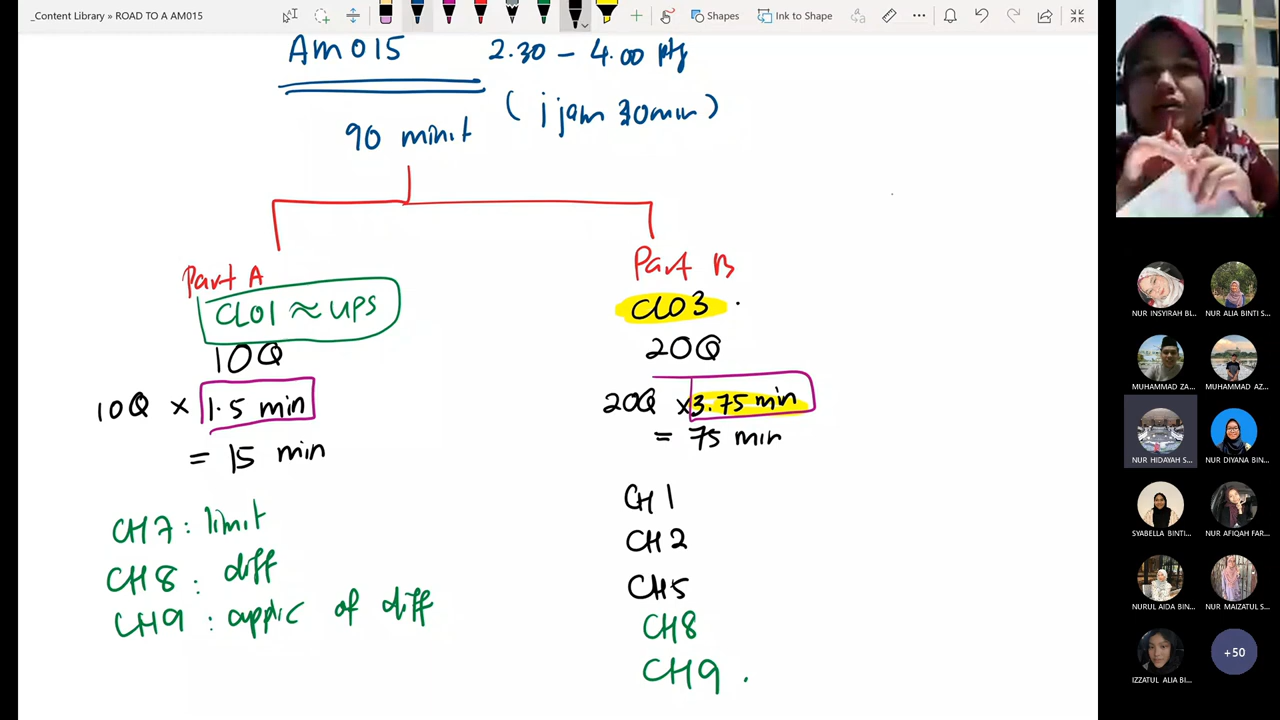 _Content Library » ROAD TO A AM015
Shapes
Ink to Shape
AM015
2.30 – 4.00 ptg
90 minit
(1 jam 30 min)
Part A
CLO1 ≈ UPS
10Q
10Q × 1.5 min
= 15 min
CH7 : limit
CH8 : diff
CH9 : applic of diff
Part B
CLO3
20Q
20Q × 3.75 min
= 75 min
CH1
CH2
CH5
CH8
CH9
NUR INSYIRAH BI...
NUR ALIA BINTI S...
MUHAMMAD ZA...
MUHAMMAD AZ...
NUR HIDAYAH S...
NUR DIYANA BIN...
SYABELLA BINTI...
NUR AFIQAH FAR...
NURUL AIDA BIN...
NUR MAIZATUL S...
IZZATUL ALIA BI...
+50